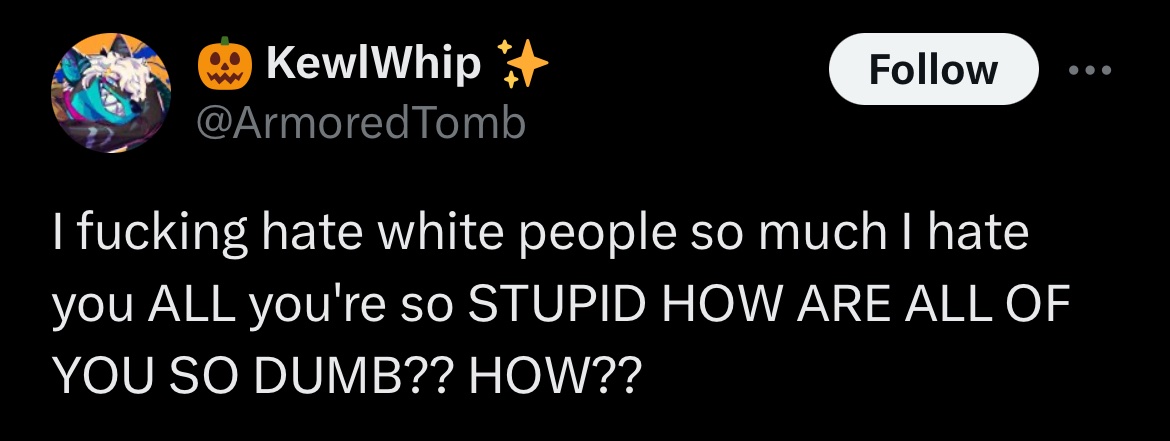 🎃 KewlWhip ✨
@ArmoredTomb
Follow
I fucking hate white people so much I hate
you ALL you're so STUPID HOW ARE ALL OF
YOU SO DUMB?? HOW??